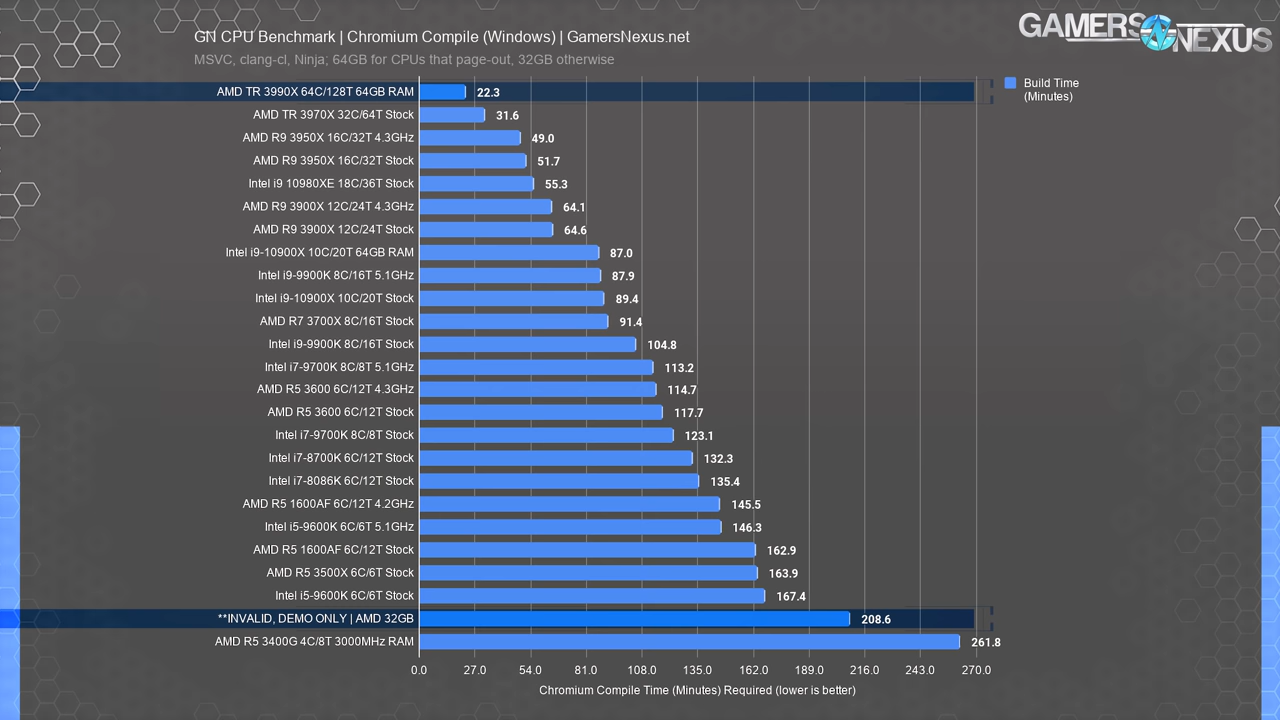 GN CPU Benchmark | Chromium Compile (Windows) | GamersNexus.net
MSVC, clang-cl, Ninja; 64GB for CPUs that page-out, 32GB otherwise
GAMERS NEXUS
Build Time
(Minutes)
AMD TR 3990X 64C/128T 64GB RAM 22.3
AMD TR 3970X 32C/64T Stock 31.6
AMD R9 3950X 16C/32T 4.3GHz 49.0
AMD R9 3950X 16C/32T Stock 51.7
Intel i9 10980XE 18C/36T Stock 55.3
AMD R9 3900X 12C/24T 4.3GHz 64.1
AMD R9 3900X 12C/24T Stock 64.6
Intel i9-10900X 10C/20T 64GB RAM 87.0
Intel i9-9900K 8C/16T 5.1GHz 87.9
Intel i9-10900X 10C/20T Stock 89.4
AMD R7 3700X 8C/16T Stock 91.4
Intel i9-9900K 8C/16T Stock 104.8
Intel i7-9700K 8C/8T 5.1GHz 113.2
AMD R5 3600 6C/12T 4.3GHz 114.7
AMD R5 3600 6C/12T Stock 117.7
Intel i7-9700K 8C/8T Stock 123.1
Intel i7-8700K 6C/12T Stock 132.3
Intel i7-8086K 6C/12T Stock 135.4
AMD R5 1600AF 6C/12T 4.2GHz 145.5
Intel i5-9600K 6C/6T 5.1GHz 146.3
AMD R5 1600AF 6C/12T Stock 162.9
AMD R5 3500X 6C/6T Stock 163.9
Intel i5-9600K 6C/6T Stock 167.4
**INVALID, DEMO ONLY | AMD 32GB 208.6
AMD R5 3400G 4C/8T 3000MHz RAM 261.8
0.0 27.0 54.0 81.0 108.0 135.0 162.0 189.0 216.0 243.0 270.0
Chromium Compile Time (Minutes) Required (lower is better)